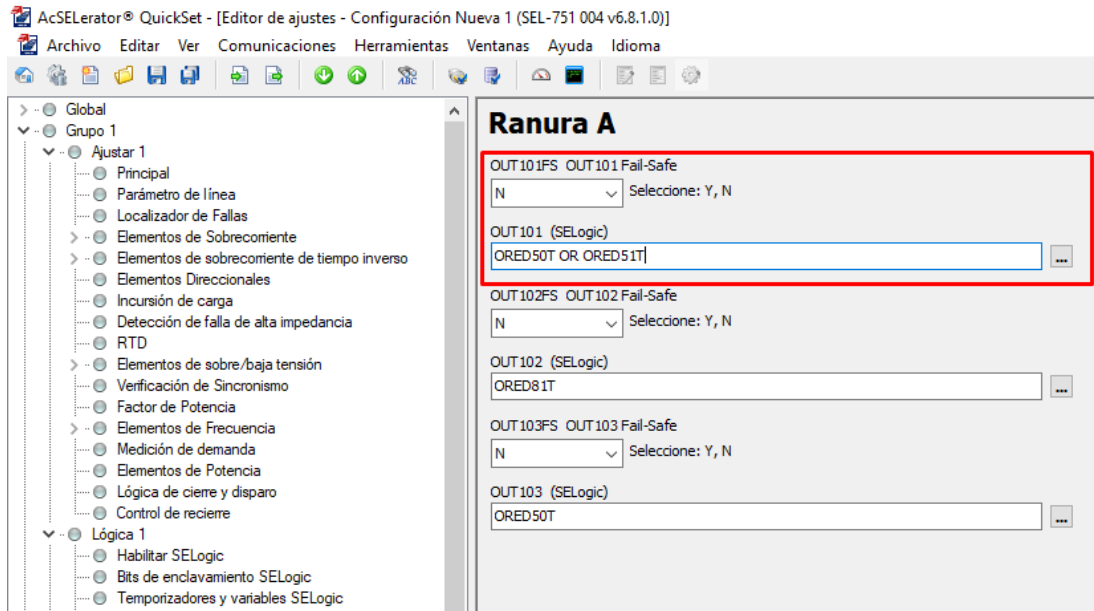 AcSELerator® QuickSet - [Editor de ajustes - Configuración Nueva 1 (SEL-751 004 v6.8.1.0)]
Archivo Editar Ver Comunicaciones Herramientas Ventanas Ayuda Idioma
ABC
Global
Grupo 1
Ajustar 1
Principal
Parámetro de línea
Localizador de Fallas
Elementos de Sobrecorriente
Elementos de sobrecorriente de tiempo inverso
Elementos Direccionales
Incursión de carga
Detección de falla de alta impedancia
RTD
Elementos de sobre/baja tensión
Verificación de Sincronismo
Factor de Potencia
Elementos de Frecuencia
Medición de demanda
Elementos de Potencia
Lógica de cierre y disparo
Control de recierre
Lógica 1
Habilitar SELogic
Bits de enclavamiento SELogic
Temporizadores y variables SELogic
Ranura A
OUT101FS OUT101 Fail-Safe
N Seleccione: Y, N
OUT101 (SELogic)
ORED50T OR ORED51T
...
OUT102FS OUT102 Fail-Safe
N Seleccione: Y, N
OUT102 (SELogic)
ORED81T
...
OUT103FS OUT103 Fail-Safe
N Seleccione: Y, N
OUT103 (SELogic)
ORED50T
...